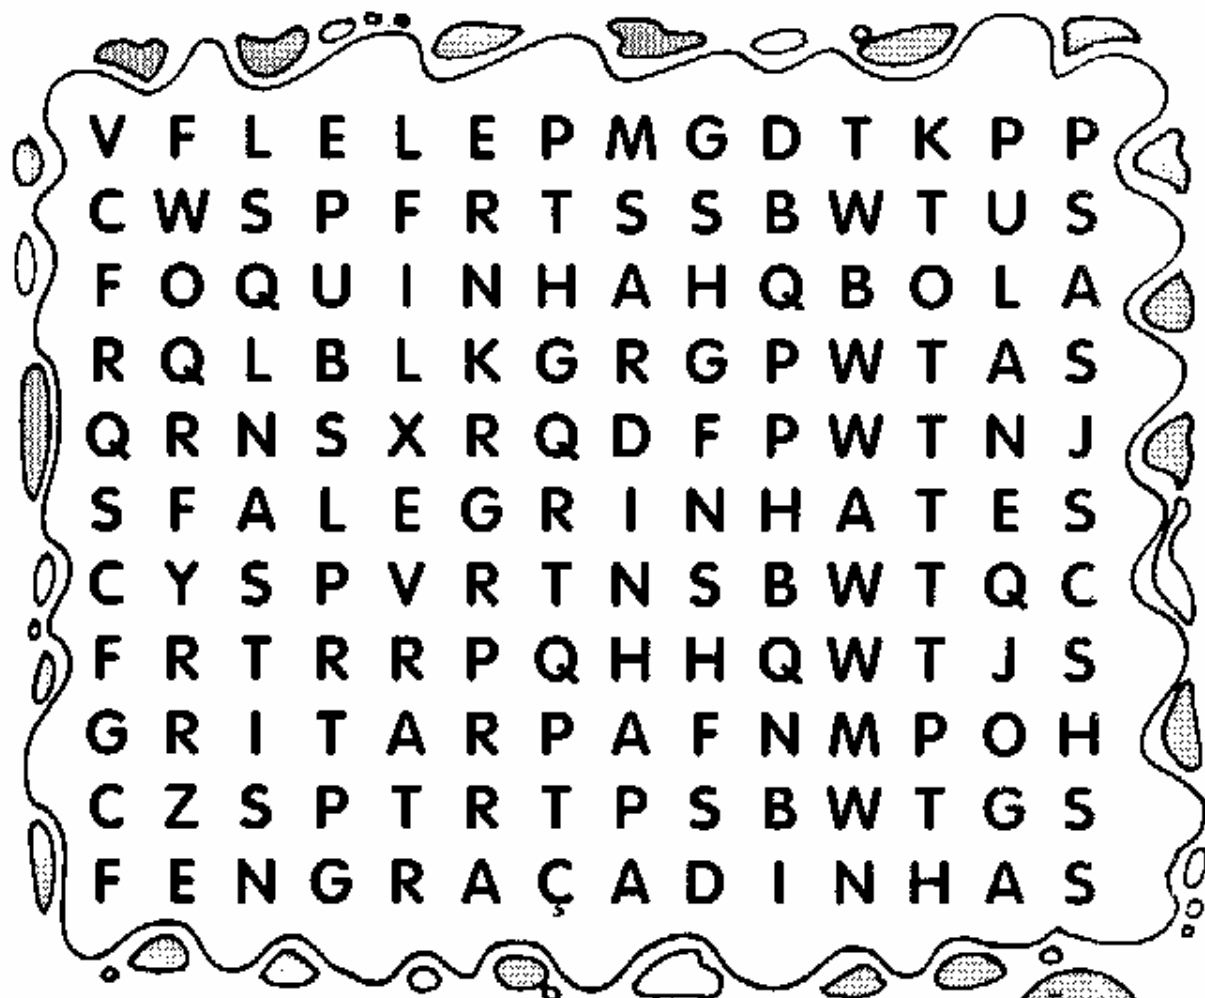 V F L E L E P M G D T K P P
C W S P F R T S S B W T U S
F O Q U I N H A H Q B O L A
R Q L B L K G R G P W T A S
Q R N S X R Q D F P W T N J
S F A L E G R I N H A T E S
C Y S P V R T N S B W T Q C
F R T R R P Q H H Q W T J S
G R I T A R P A F N M P O H
C Z S P T R T P S B W T G S
F E N G R A Ç A D I N H A S